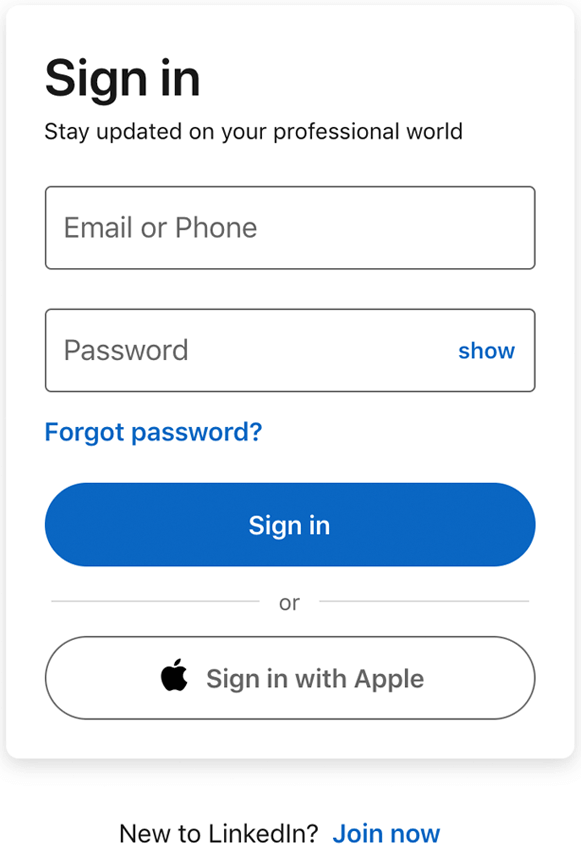 Sign in
Stay updated on your professional world
Email or Phone
Password show
Forgot password?
Sign in
or
Sign in with Apple
New to LinkedIn? Join now